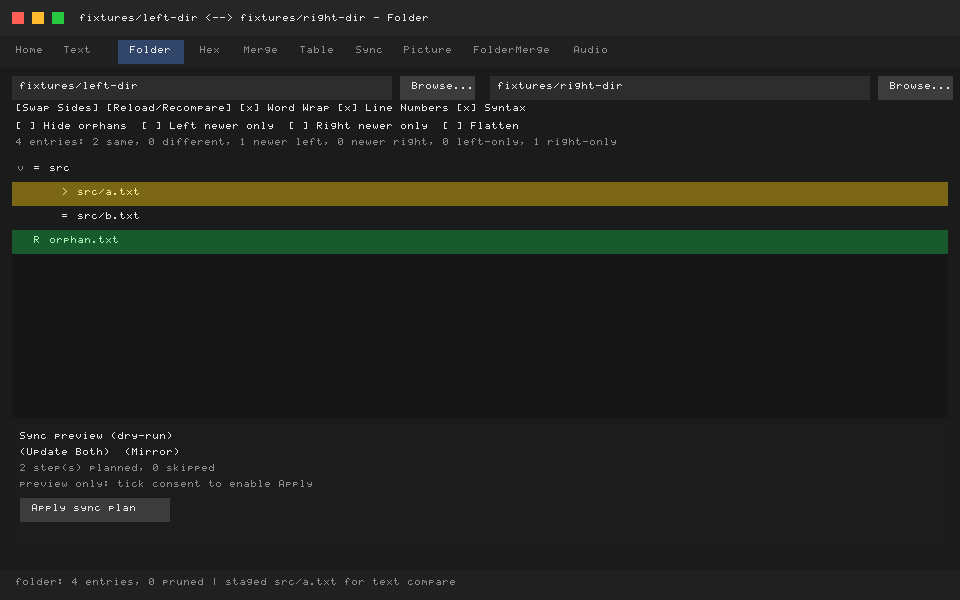 fixtures/left-dir <--> fixtures/right-dir - Folder
Home Text Folder Hex Merge Table Sync Picture FolderMerge Audio
fixtures/left-dir Browse... fixtures/right-dir Browse...
[Swap Sides] [Reload/Recompare] [x] Word Wrap [x] Line Numbers [x] Syntax
[ ] Hide orphans [ ] Left newer only [ ] Right newer only [ ] Flatten
4 entries: 2 same, 0 different, 1 newer left, 0 newer right, 0 left-only, 1 right-only
v = src
> src/a.txt
= src/b.txt
R orphan.txt
Sync preview (dry-run)
(Update Both) (Mirror)
2 step(s) planned, 0 skipped
preview only: tick consent to enable Apply
Apply sync plan
folder: 4 entries, 0 pruned | staged src/a.txt for text compare